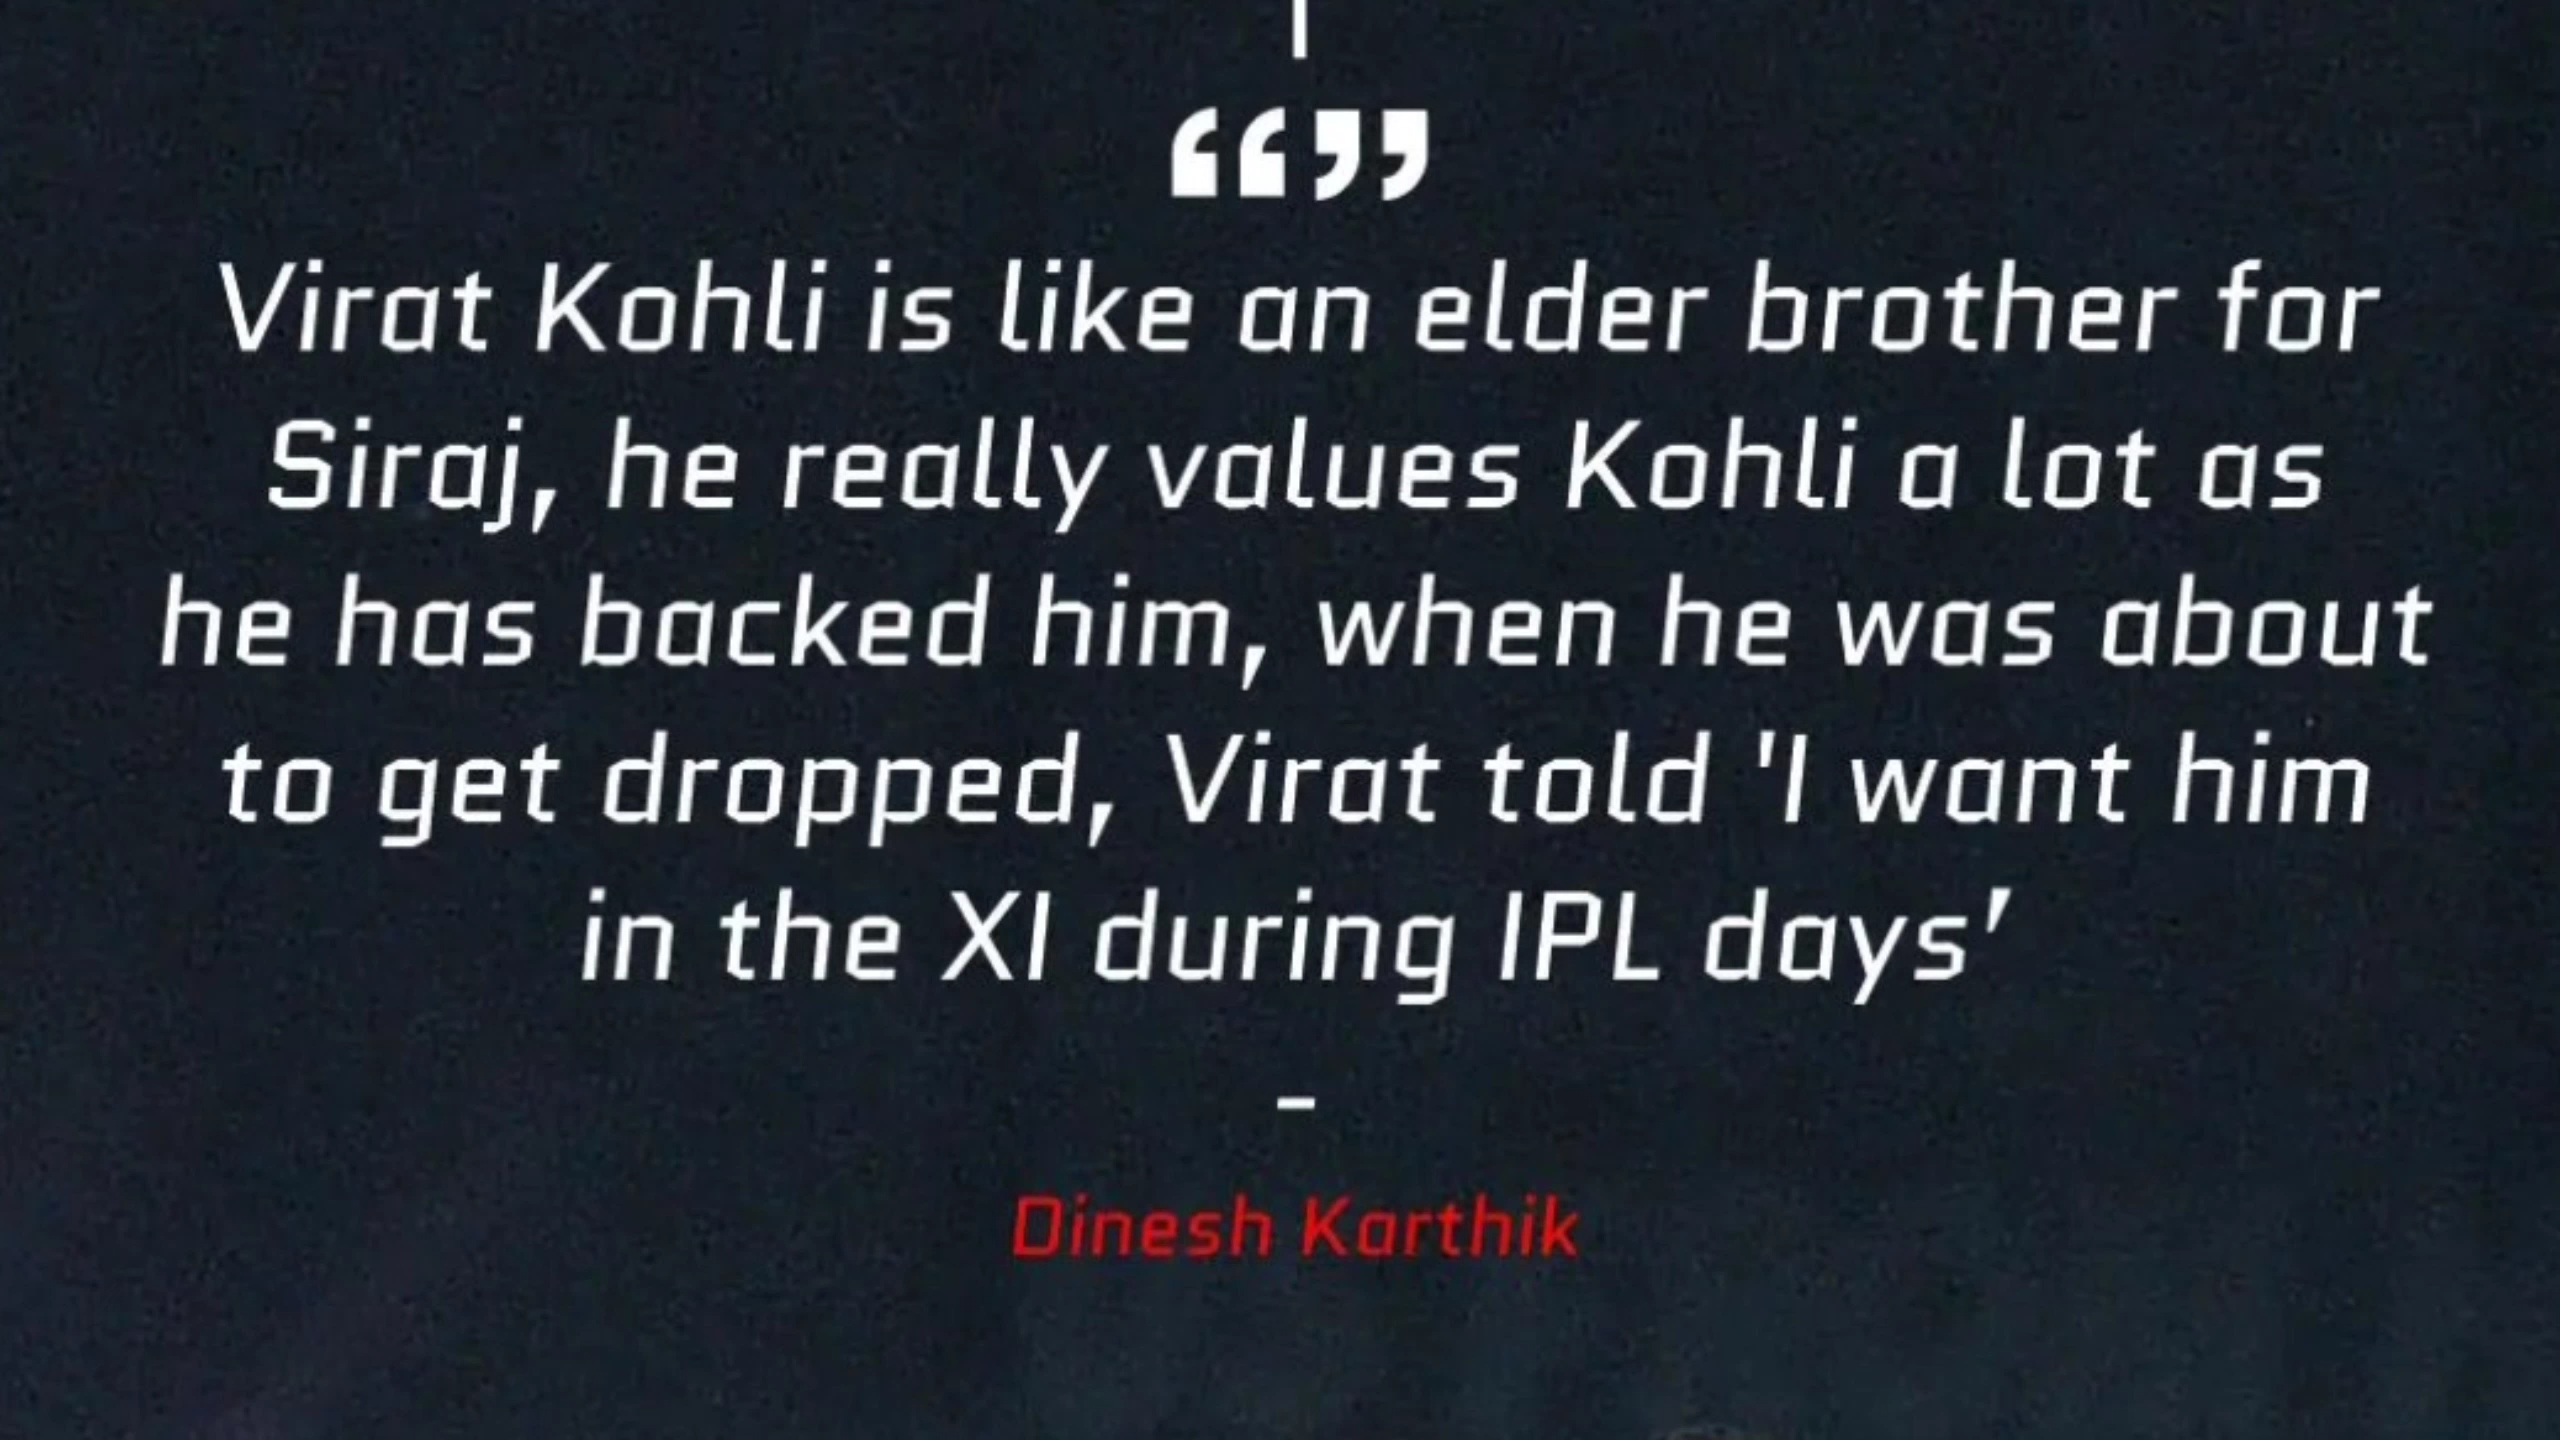 “”
Virat Kohli is like an elder brother for
Siraj, he really values Kohli a lot as
he has backed him, when he was about
to get dropped, Virat told 'I want him
in the XI during IPL days’
-
Dinesh Karthik